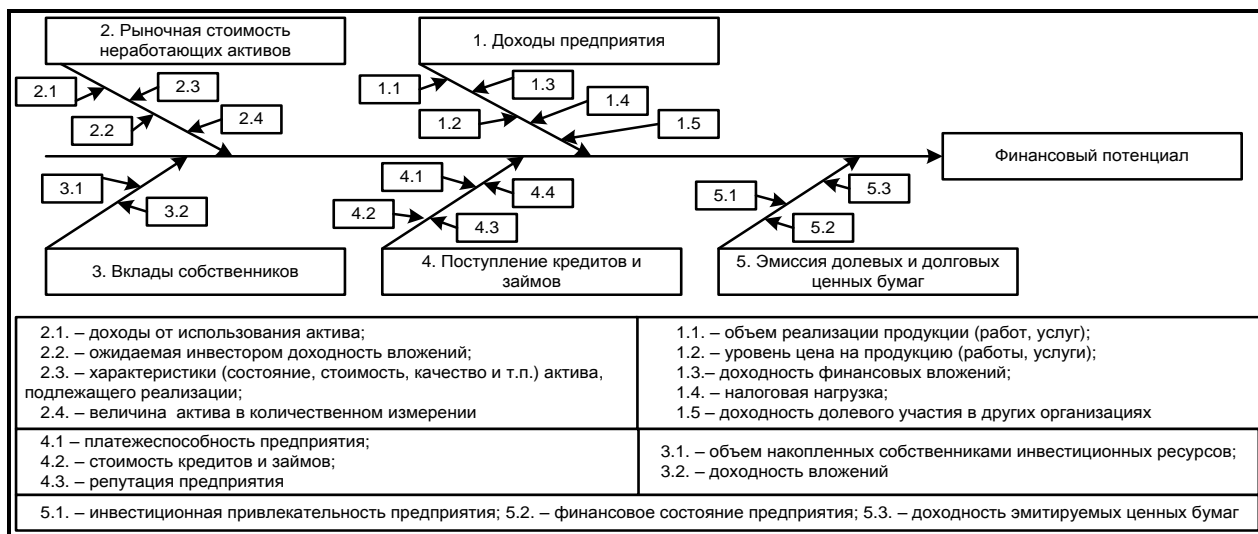 2. Рыночная стоимость
неработающих активов
1. Доходы предприятия
2.1
2.3
2.2
2.4
1.1
1.3
1.2
1.4
1.5
Финансовый потенциал
3.1
3.2
4.1
4.4
4.2
4.3
5.1
5.3
5.2
3. Вклады собственников
4. Поступление кредитов и
займов
5. Эмиссия долевых и долговых
ценных бумаг
2.1. – доходы от использования актива;
2.2. – ожидаемая инвестором доходность вложений;
2.3. – характеристики (состояние, стоимость, качество и т.п.) актива,
подлежащего реализации;
2.4. – величина актива в количественном измерении
1.1. – объем реализации продукции (работ, услуг);
1.2. – уровень цена на продукцию (работы, услуги);
1.3.– доходность финансовых вложений;
1.4. – налоговая нагрузка;
1.5 – доходность долевого участия в других организациях
4.1 – платежеспособность предприятия;
4.2. – стоимость кредитов и займов;
4.3. – репутация предприятия
3.1. – объем накопленных собственниками инвестиционных ресурсов;
3.2. – доходность вложений
5.1. – инвестиционная привлекательность предприятия; 5.2. – финансовое состояние предприятия; 5.3. – доходность эмитируемых ценных бумаг